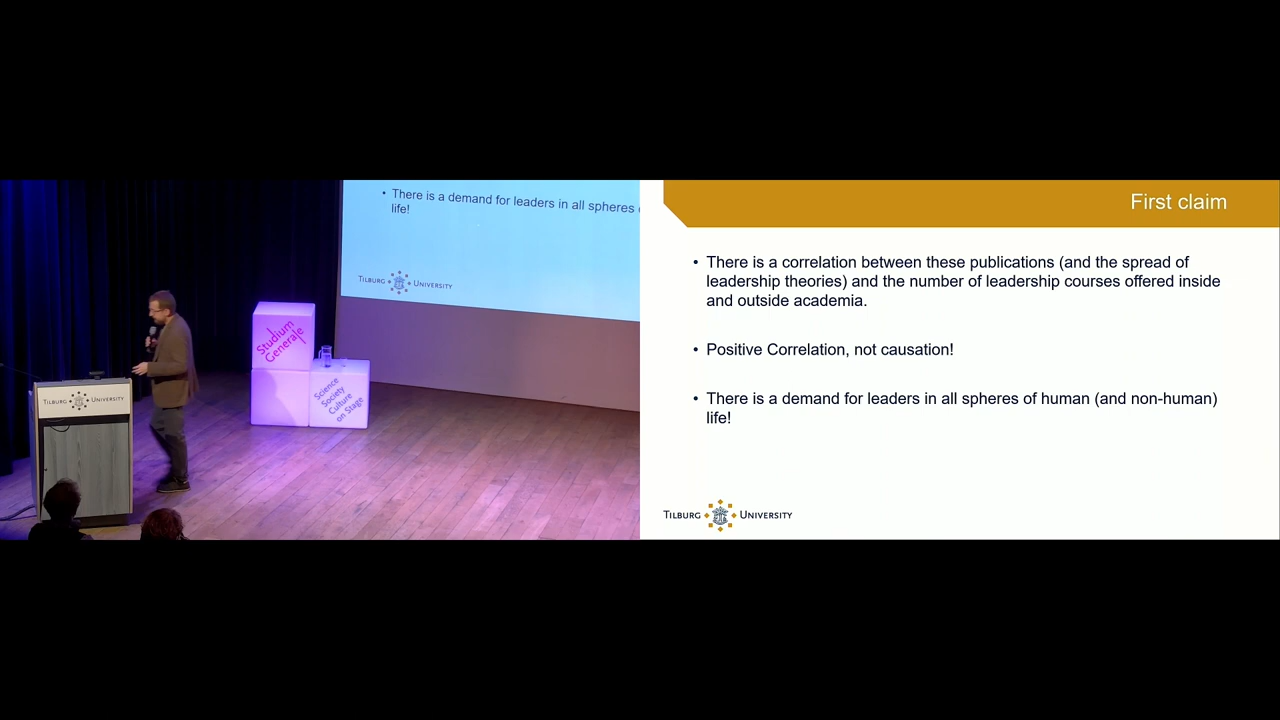 • There is a demand for leaders in all spheres
life!
TILBURG UNIVERSITY
Studium
Generale
Science
Society
Culture
on Stage
TILBURG UNIVERSITY
First claim
• There is a correlation between these publications (and the spread of
leadership theories) and the number of leadership courses offered inside
and outside academia.
• Positive Correlation, not causation!
• There is a demand for leaders in all spheres of human (and non-human)
life!
TILBURG UNIVERSITY